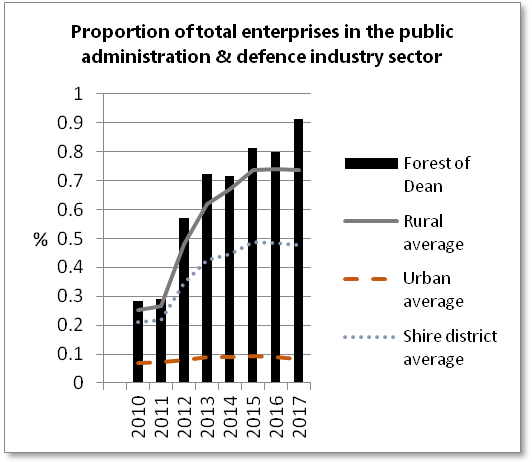 Proportion of total enterprises in the public
administration & defence industry sector
1
0.9
0.8
0.7
0.6
0.5
0.4
0.3
0.2
0.1
0
%
2010
2011
2012
2013
2014
2015
2016
2017
Forest of
Dean
Rural
average
Urban
average
Shire district
average